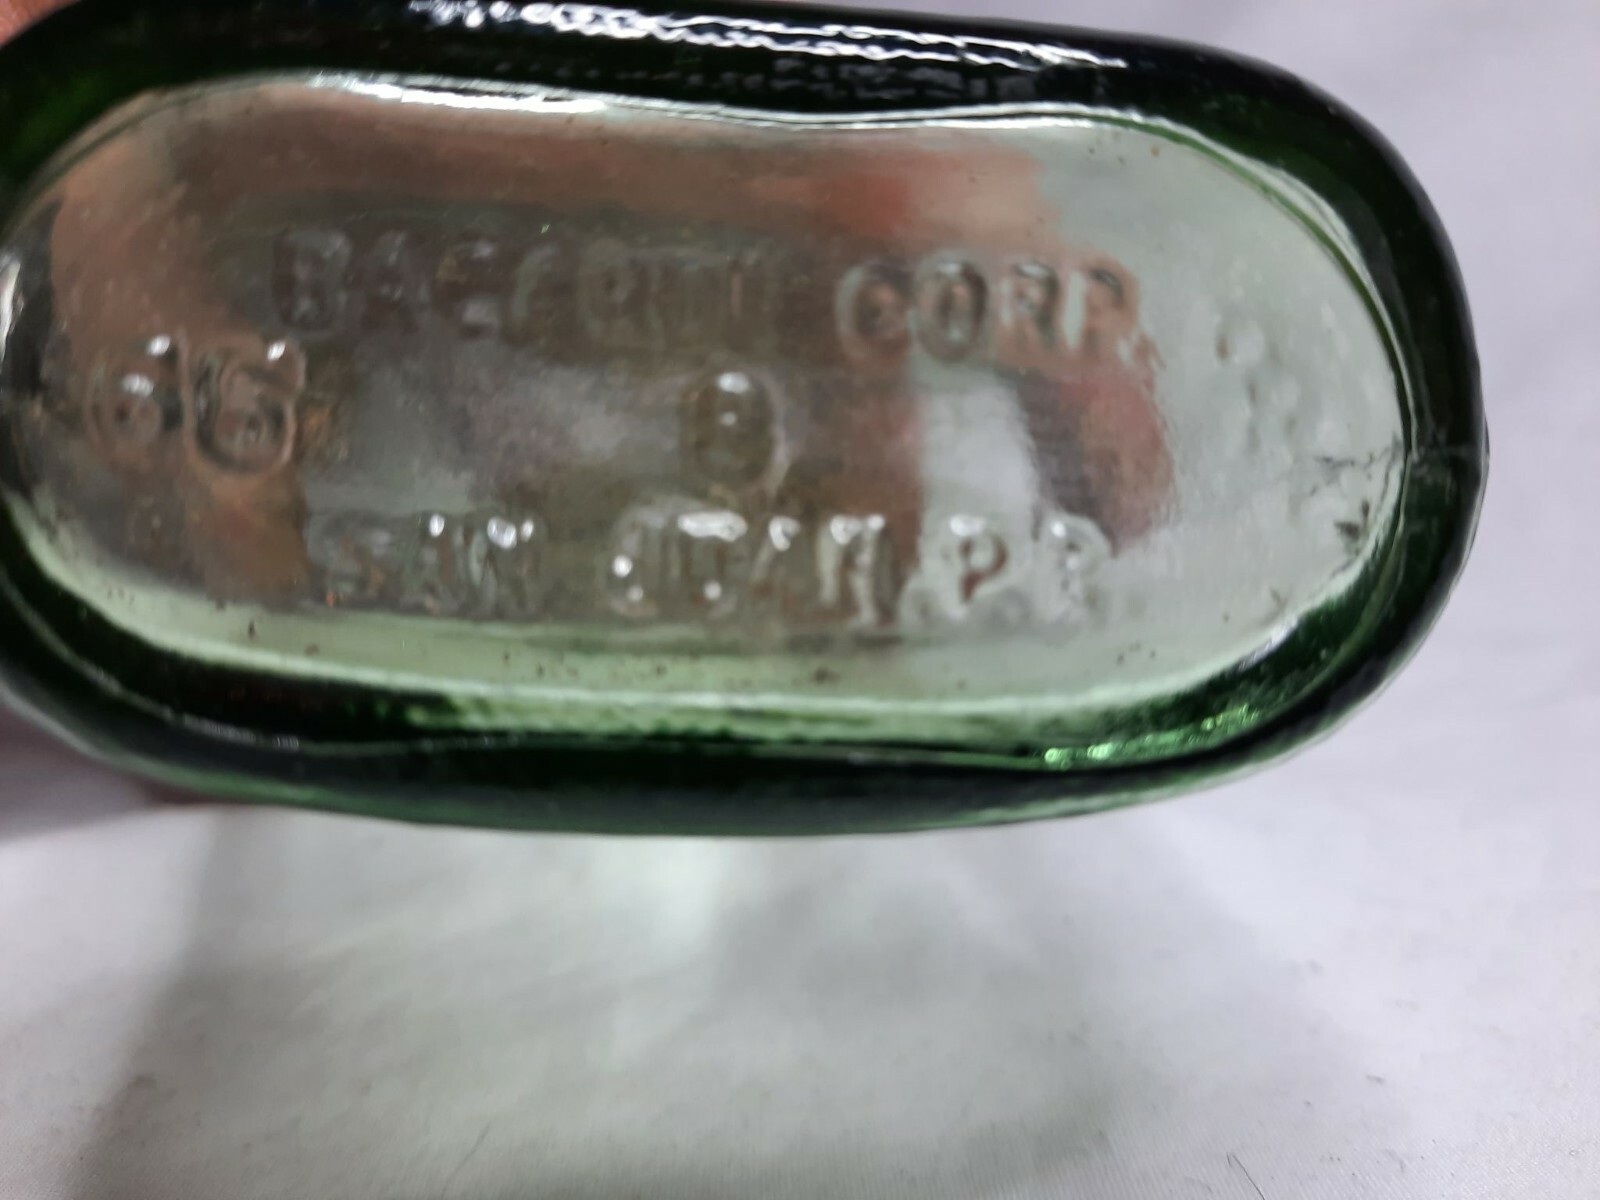 BACARDI CORP.
66 8
SAN JUAN, P.R.